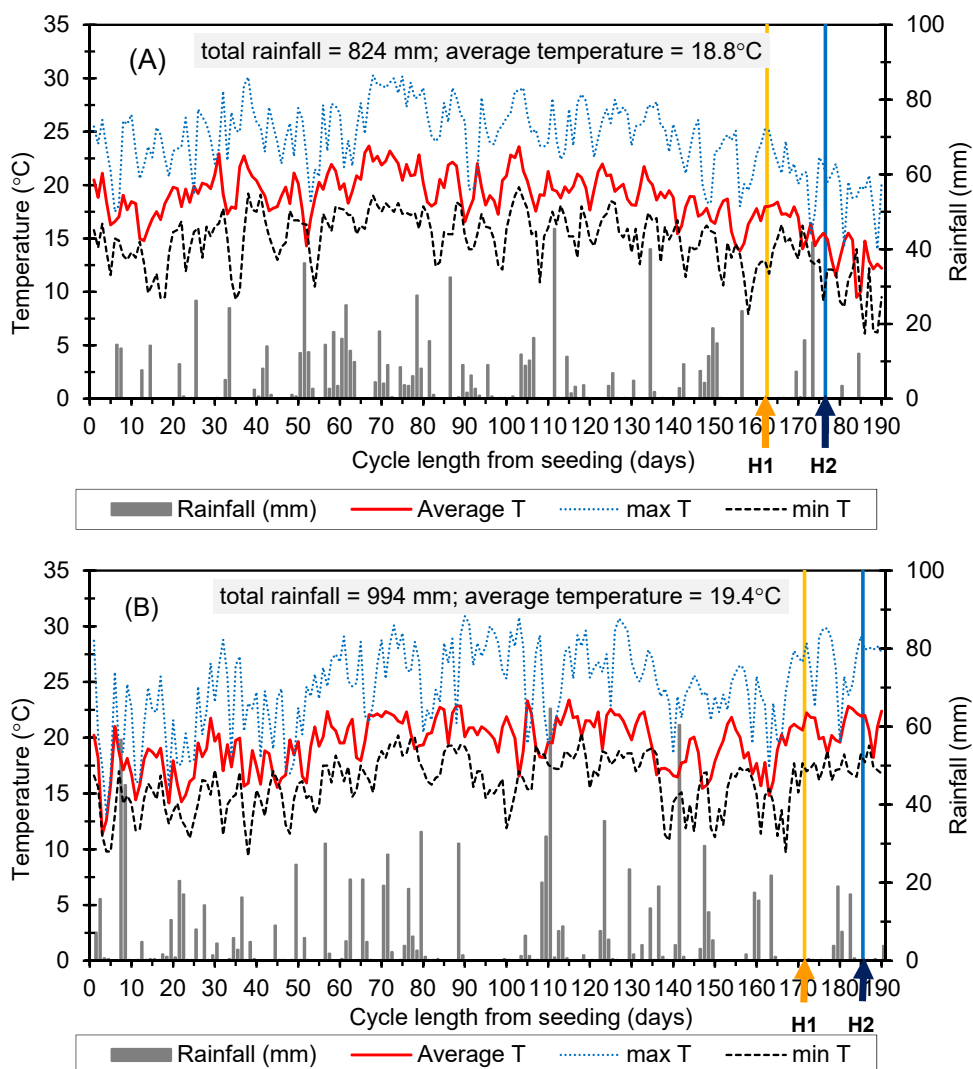 (A)
total rainfall = 824 mm; average temperature = 18.8°C
Temperature (°C)
35
30
25
20
15
10
5
0
Rainfall (mm)
100
80
60
40
20
0
0 10 20 30 40 50 60 70 80 90 100 110 120 130 140 150 160 170 180 190
Cycle length from seeding (days)
H1 H2
Rainfall (mm) Average T max T min T
(B)
total rainfall = 994 mm; average temperature = 19.4°C
Temperature (°C)
35
30
25
20
15
10
5
0
Rainfall (mm)
100
80
60
40
20
0
0 10 20 30 40 50 60 70 80 90 100 110 120 130 140 150 160 170 180 190
Cycle length from seeding (days)
H1 H2
Rainfall (mm) Average T max T min T